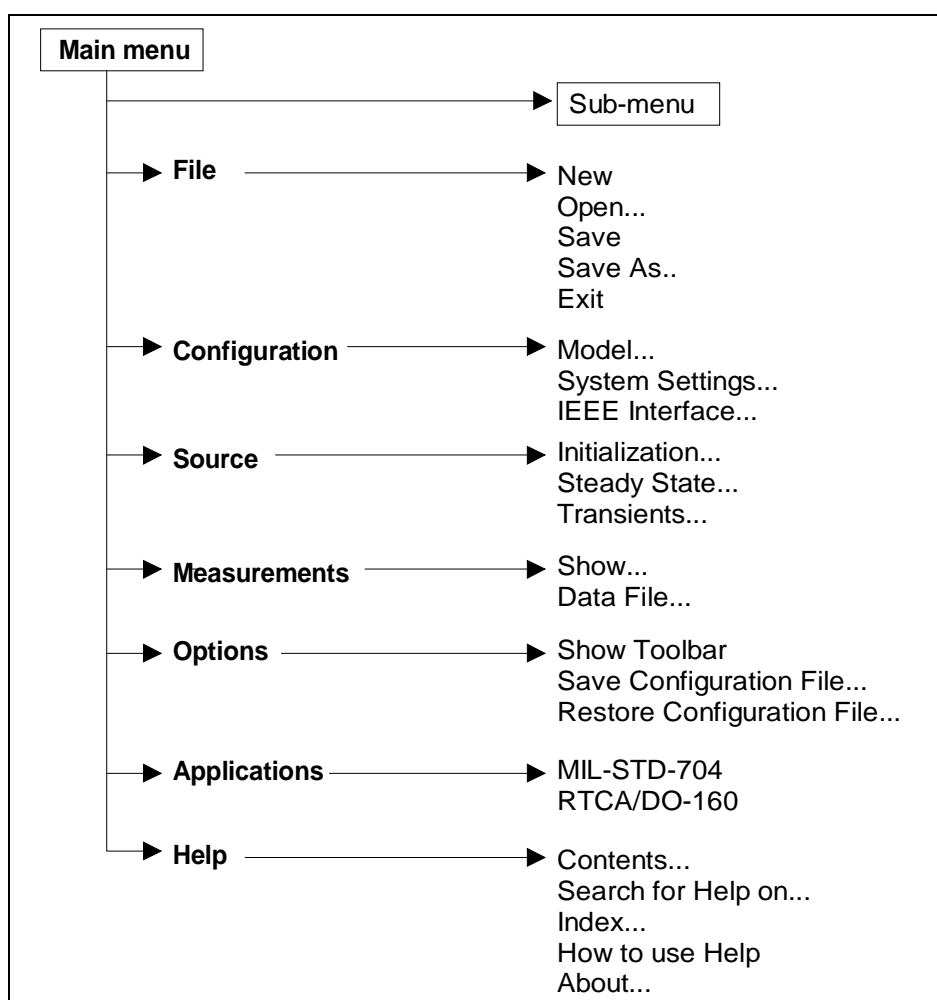 Main menu
Sub-menu
File
New
Open...
Save
Save As..
Exit
Configuration
Model...
System Settings...
IEEE Interface...
Source
Initialization...
Steady State...
Transients...
Measurements
Show...
Data File...
Options
Show Toolbar
Save Configuration File...
Restore Configuration File...
Applications
MIL-STD-704
RTCA/DO-160
Help
Contents...
Search for Help on...
Index...
How to use Help
About...